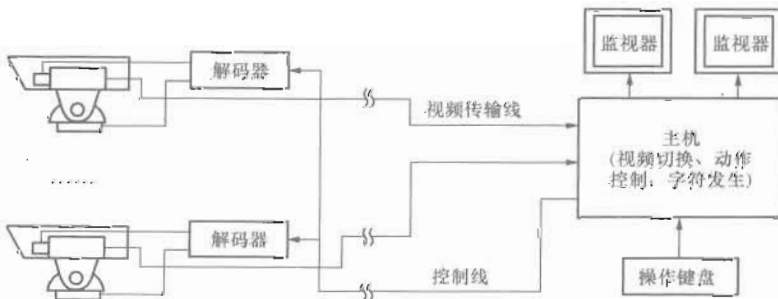 监视器
监视器
解码器
视频传输线
主机
(视频切换、动作
控制、字符发生)
......
解码器
控制线
操作键盘